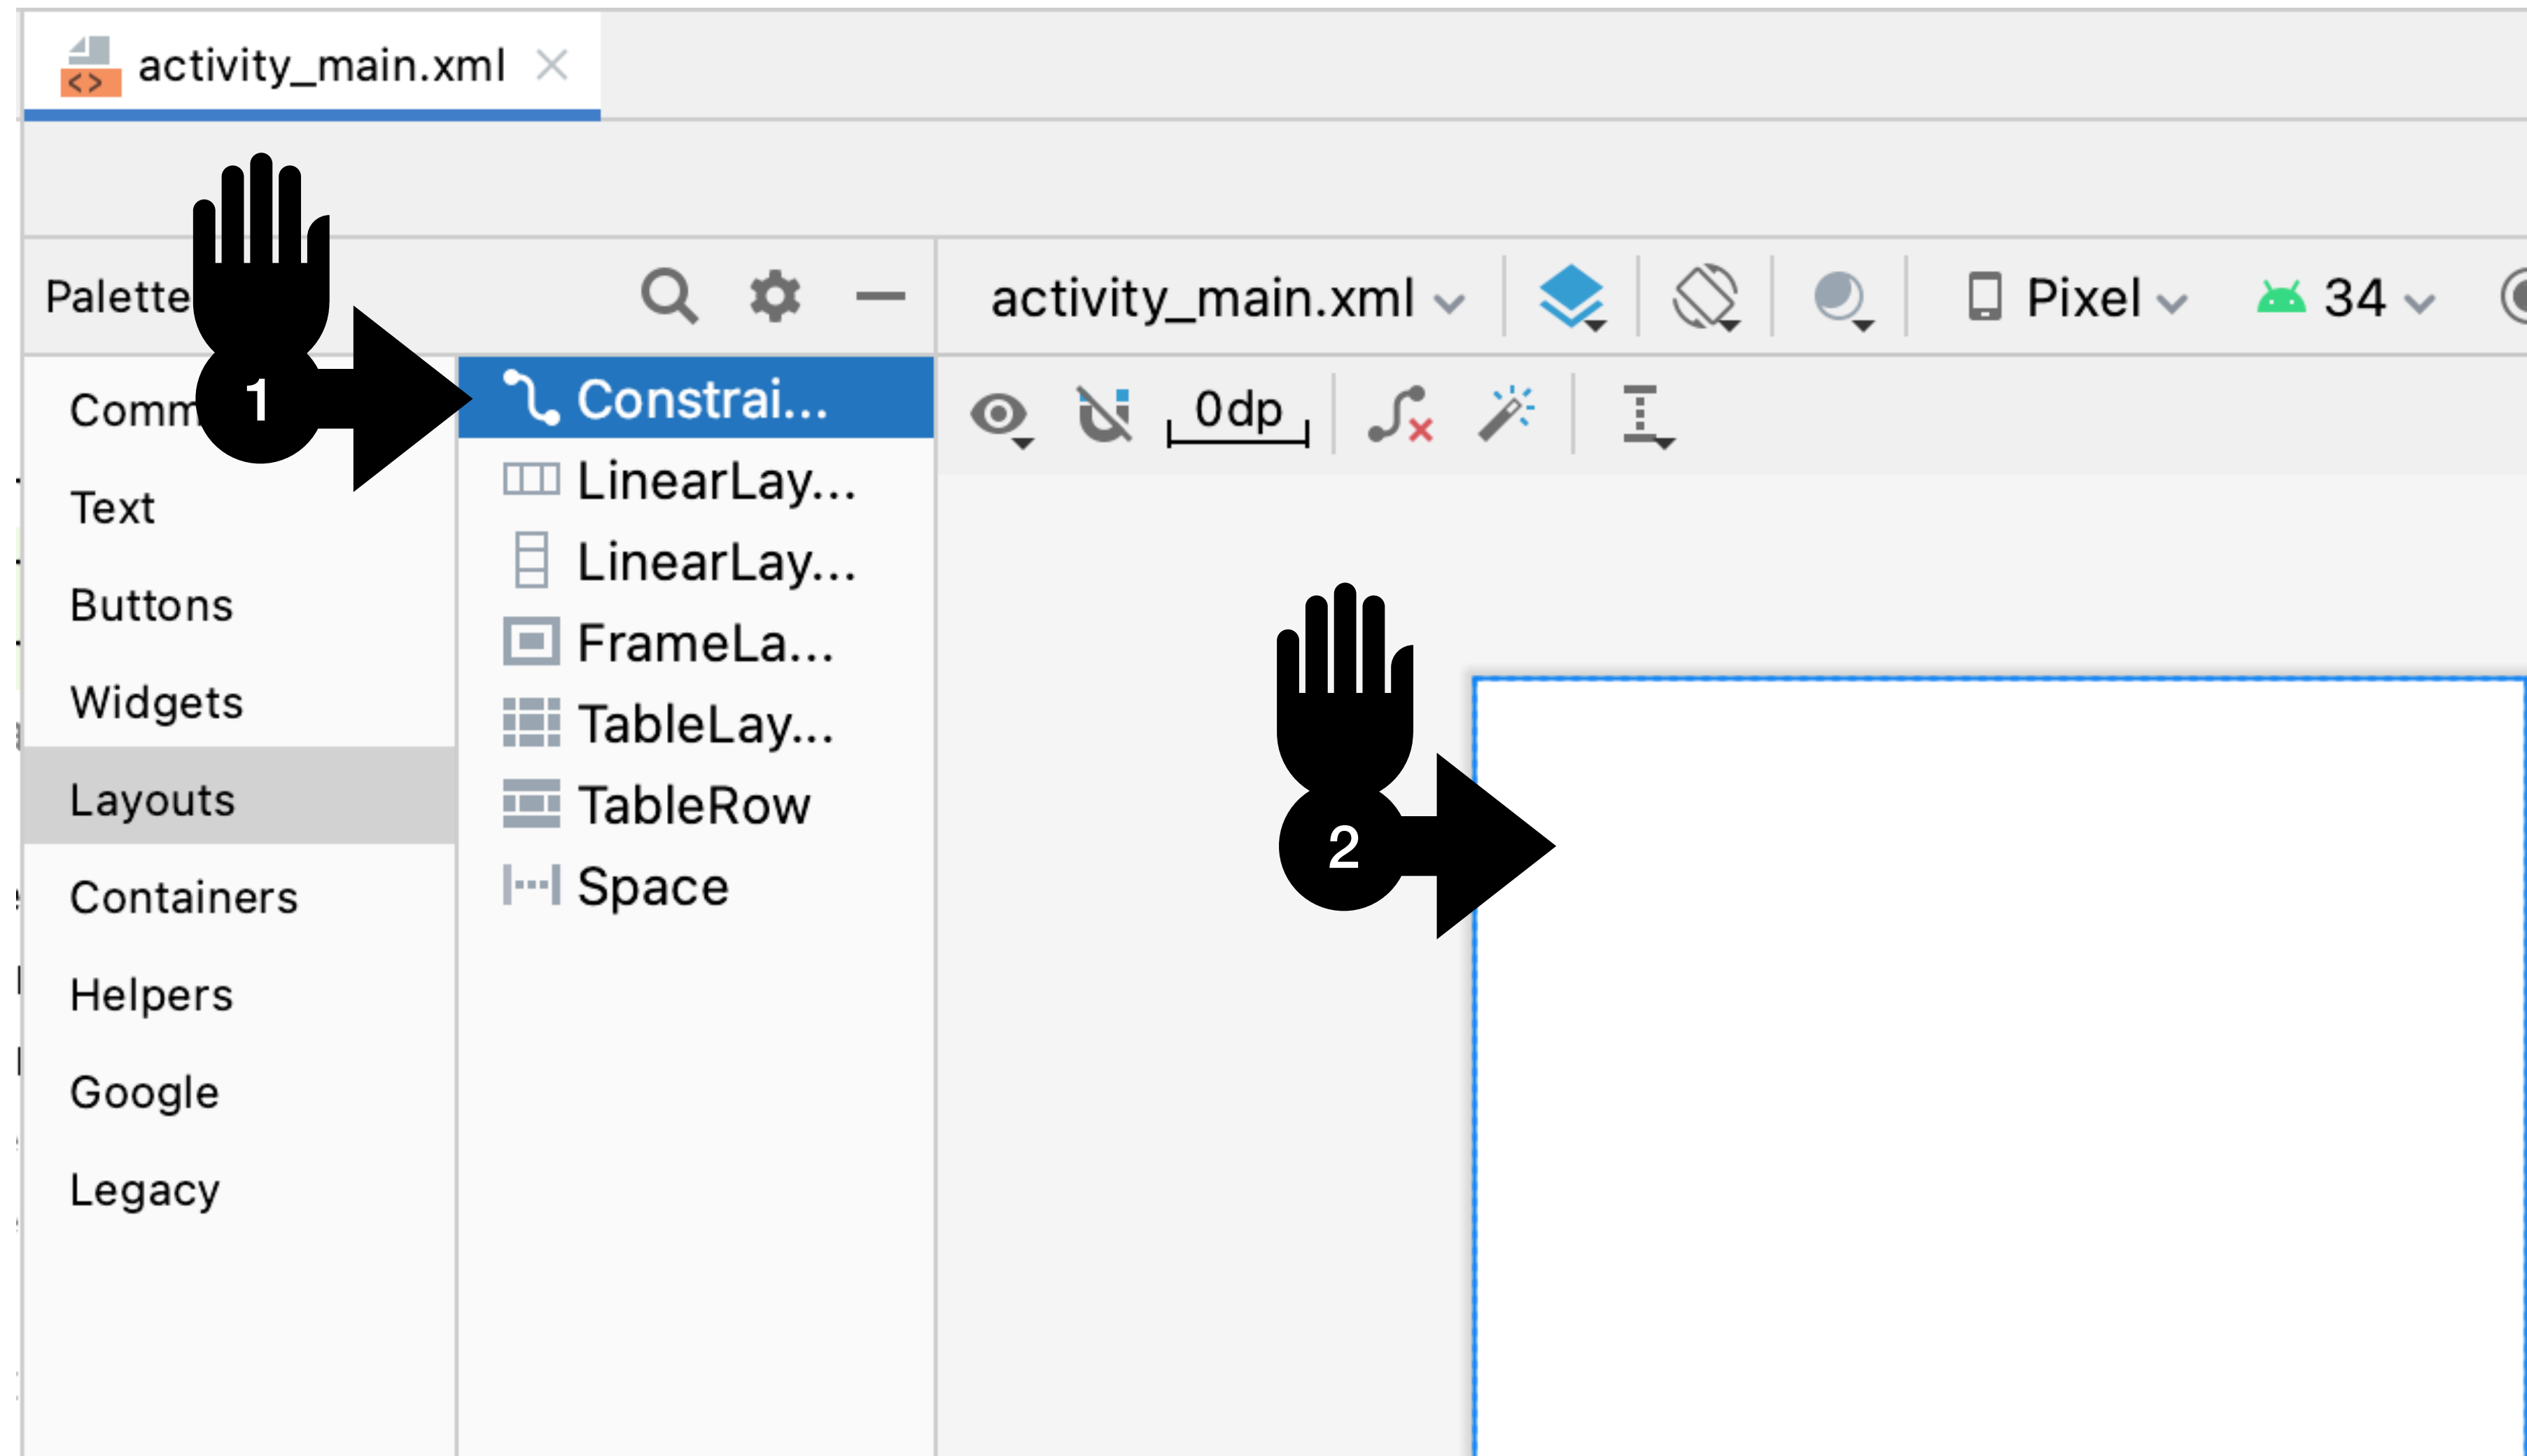 activity_main.xml
Palette
activity_main.xml
Pixel
34
1
Comm
Constrai...
0dp
LinearLay...
Text
LinearLay...
Buttons
FrameLa...
Widgets
TableLay...
Layouts
TableRow
2
Containers
Space
Helpers
Google
Legacy